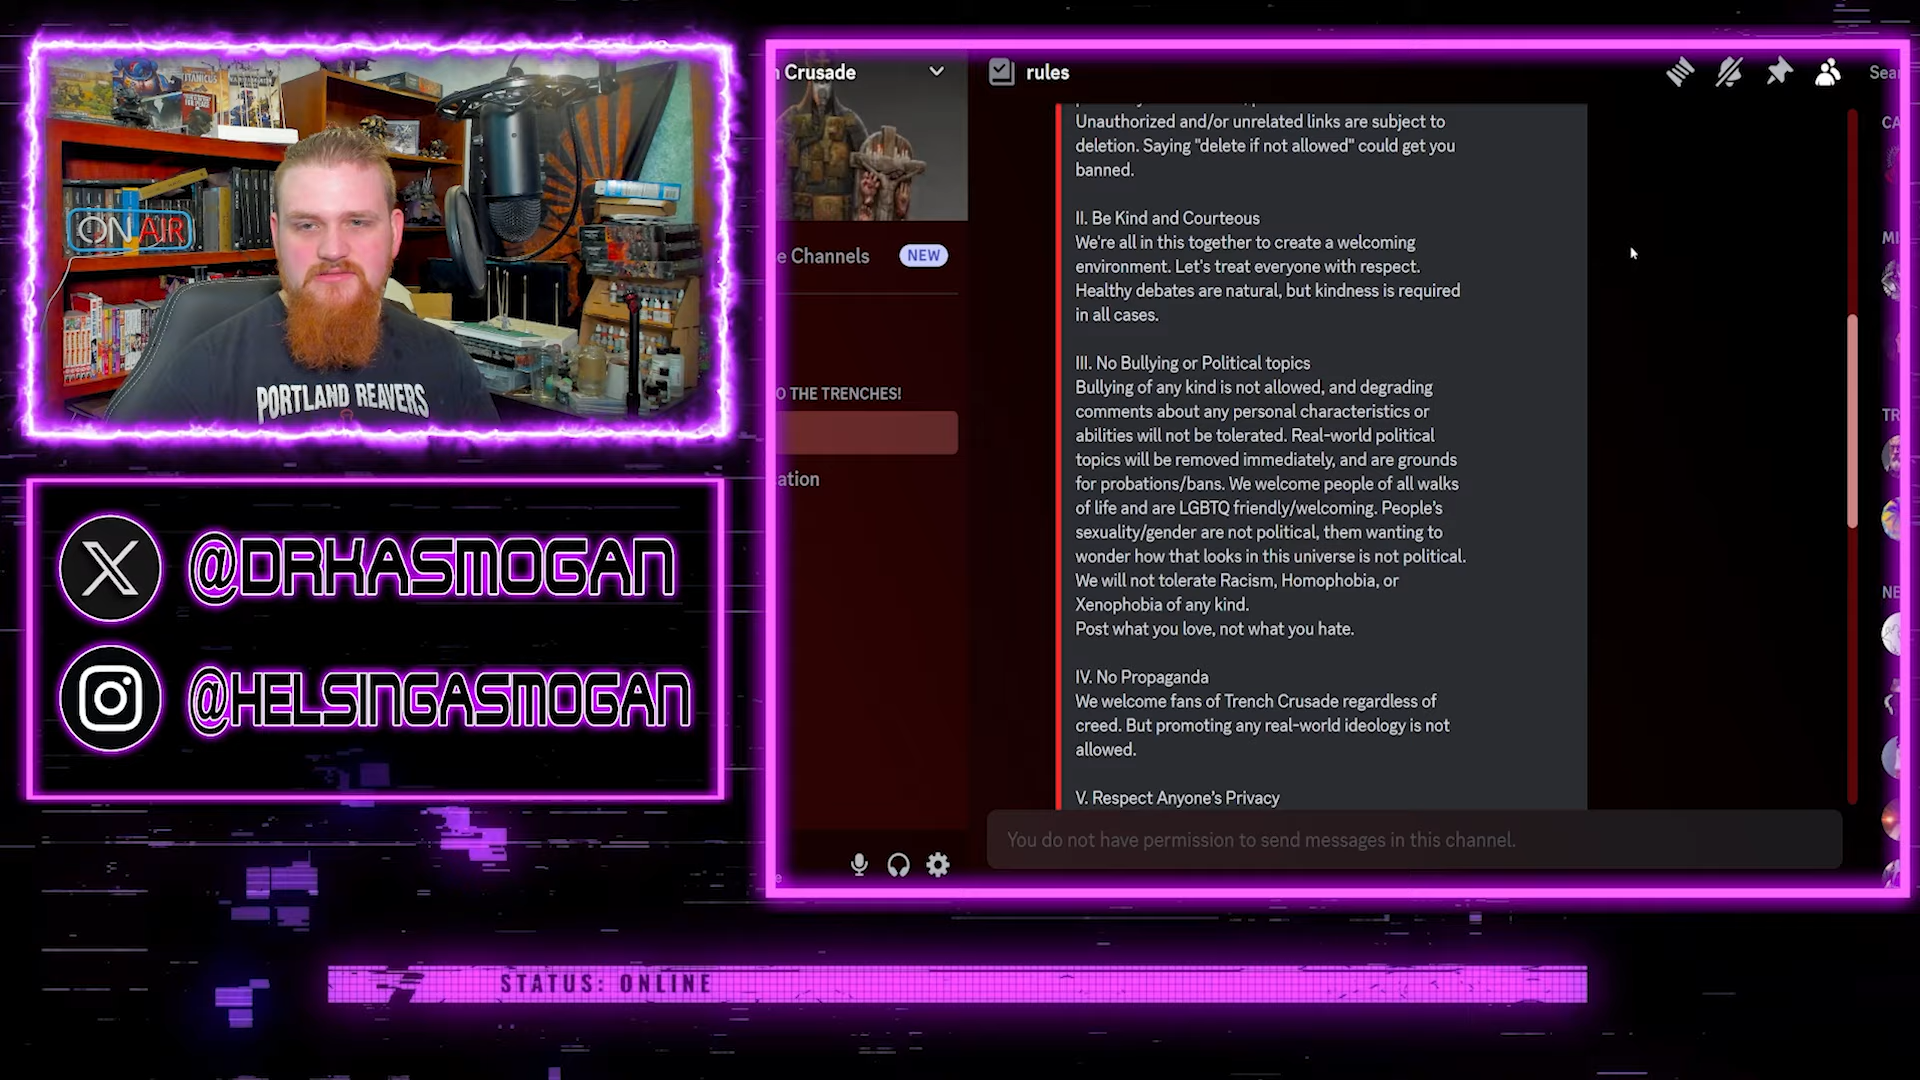 TITANICUS
ON AIR
PORTLAND REAVERS
@DRKASMOGAN
@HELSINGASMOGAN
STATUS: ONLINE
Crusade
e Channels
NEW
O THE TRENCHES!
ation
rules
Sear
Unauthorized and/or unrelated links are subject to
deletion. Saying "delete if not allowed" could get you
banned.
II. Be Kind and Courteous
We're all in this together to create a welcoming
environment. Let's treat everyone with respect.
Healthy debates are natural, but kindness is required
in all cases.
III. No Bullying or Political topics
Bullying of any kind is not allowed, and degrading
comments about any personal characteristics or
abilities will not be tolerated. Real-world political
topics will be removed immediately, and are grounds
for probations/bans. We welcome people of all walks
of life and are LGBTQ friendly/welcoming. People's
sexuality/gender are not political, them wanting to
wonder how that looks in this universe is not political.
We will not tolerate Racism, Homophobia, or
Xenophobia of any kind.
Post what you love, not what you hate.
IV. No Propaganda
We welcome fans of Trench Crusade regardless of
creed. But promoting any real-world ideology is not
allowed.
V. Respect Anyone's Privacy
You do not have permission to send messages in this channel.
CA
MI
TR
NE